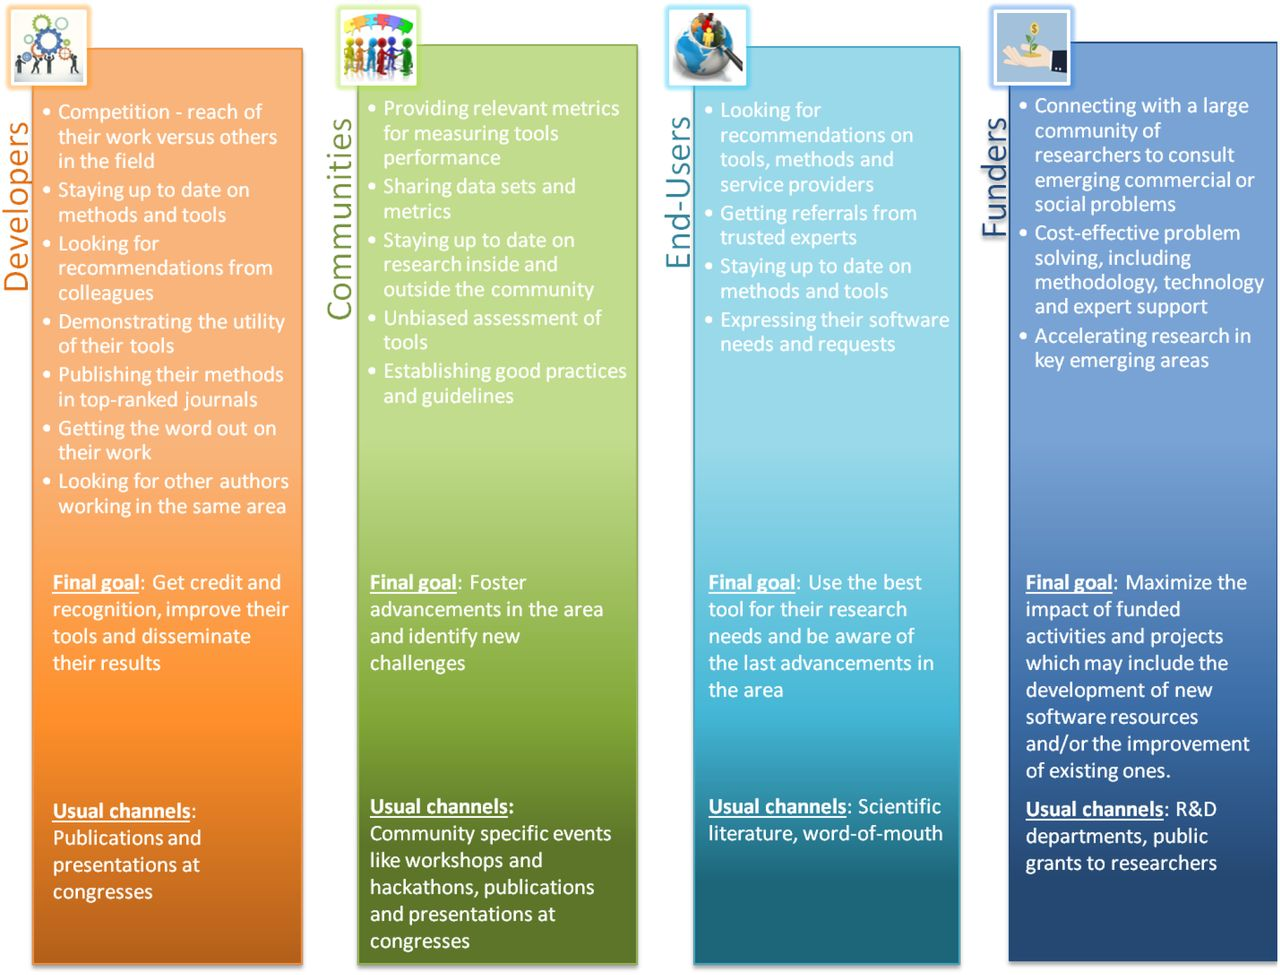 Developers
• Competition - reach of
their work versus others
in the field
• Staying up to date on
methods and tools
• Looking for
recommendations from
colleagues
• Demonstrating the utility
of their tools
• Publishing their methods
in top-ranked journals
• Getting the word out on
their work
• Looking for other authors
working in the same area
Final goal: Get credit and
recognition, improve their
tools and disseminate
their results
Usual channels:
Publications and
presentations at
congresses
Communities
• Providing relevant metrics
for measuring tools
performance
• Sharing data sets and
metrics
• Staying up to date on
research inside and
outside the community
• Unbiased assessment of
tools
• Establishing good practices
and guidelines
Final goal: Foster
advancements in the area
and identify new
challenges
Usual channels:
Community specific events
like workshops and
hackathons, publications
and presentations at
congresses
End-Users
• Looking for
recommendations on
tools, methods and
service providers
• Getting referrals from
trusted experts
• Staying up to date on
methods and tools
• Expressing their software
needs and requests
Final goal: Use the best
tool for their research
needs and be aware of
the last advancements in
the area
Usual channels: Scientific
literature, word-of-mouth
Funders
• Connecting with a large
community of
researchers to consult
emerging commercial or
social problems
• Cost-effective problem
solving, including
methodology, technology
and expert support
• Accelerating research in
key emerging areas
Final goal: Maximize the
impact of funded
activities and projects
which may include the
development of new
software resources
and/or the improvement
of existing ones.
Usual channels: R&D
departments, public
grants to researchers